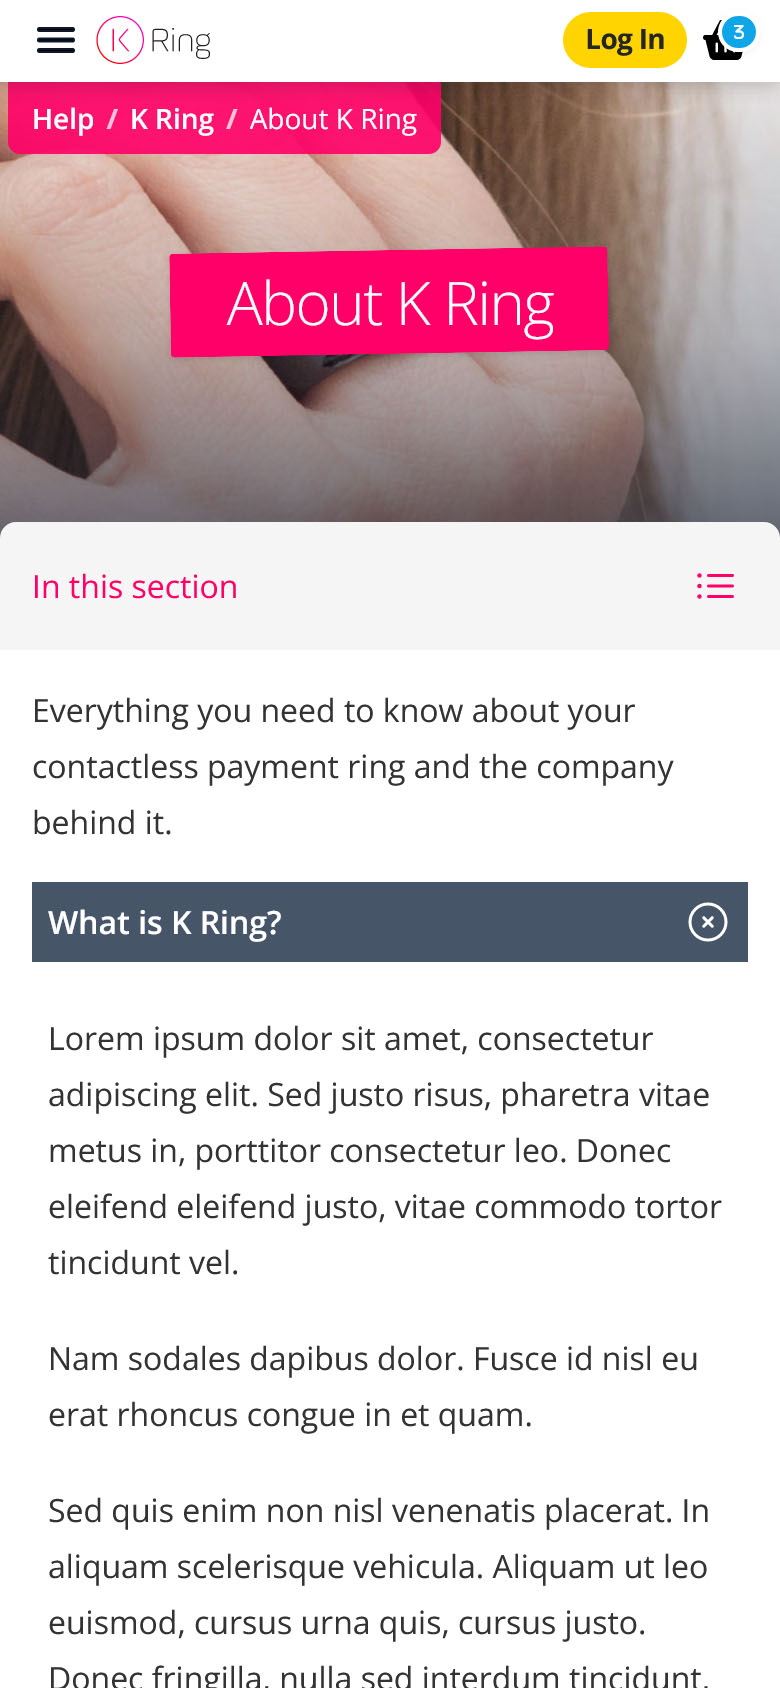 K Ring
Log In
3
Help / K Ring / About K Ring
About K Ring
In this section
Everything you need to know about your
contactless payment ring and the company
behind it.
What is K Ring?
Lorem ipsum dolor sit amet, consectetur
adipiscing elit. Sed justo risus, pharetra vitae
metus in, porttitor consectetur leo. Donec
eleifend eleifend justo, vitae commodo tortor
tincidunt vel.
Nam sodales dapibus dolor. Fusce id nisl eu
erat rhoncus congue in et quam.
Sed quis enim non nisl venenatis placerat. In
aliquam scelerisque vehicula. Aliquam ut leo
euismod, cursus urna quis, cursus justo.
Donec fringilla, nulla sed interdum tincidunt,